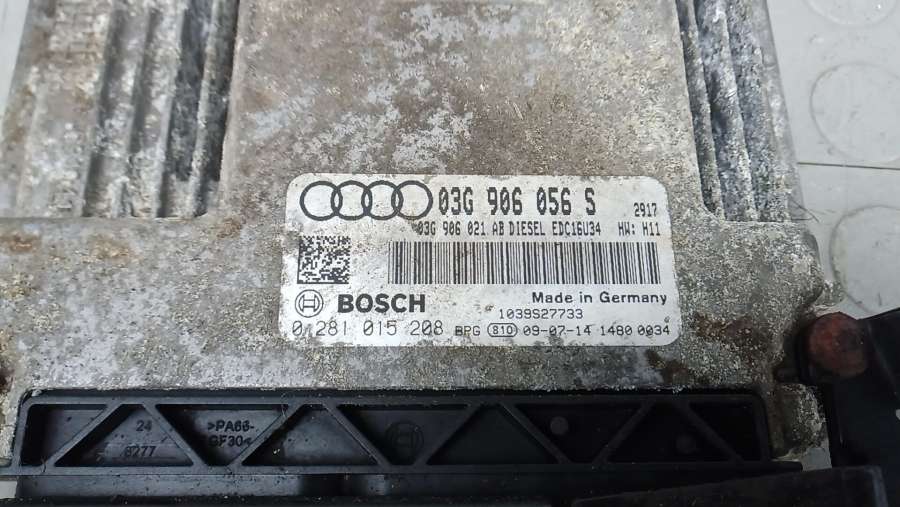 03G 906 056 S 2917
03G 906 021 AB DIESEL EDC16U34 HW: H11
BOSCH Made in Germany
1039S27733
0 281 015 208 BPG 810 09-07-14 1480 0034
24 >PA66-
GF30<
8277